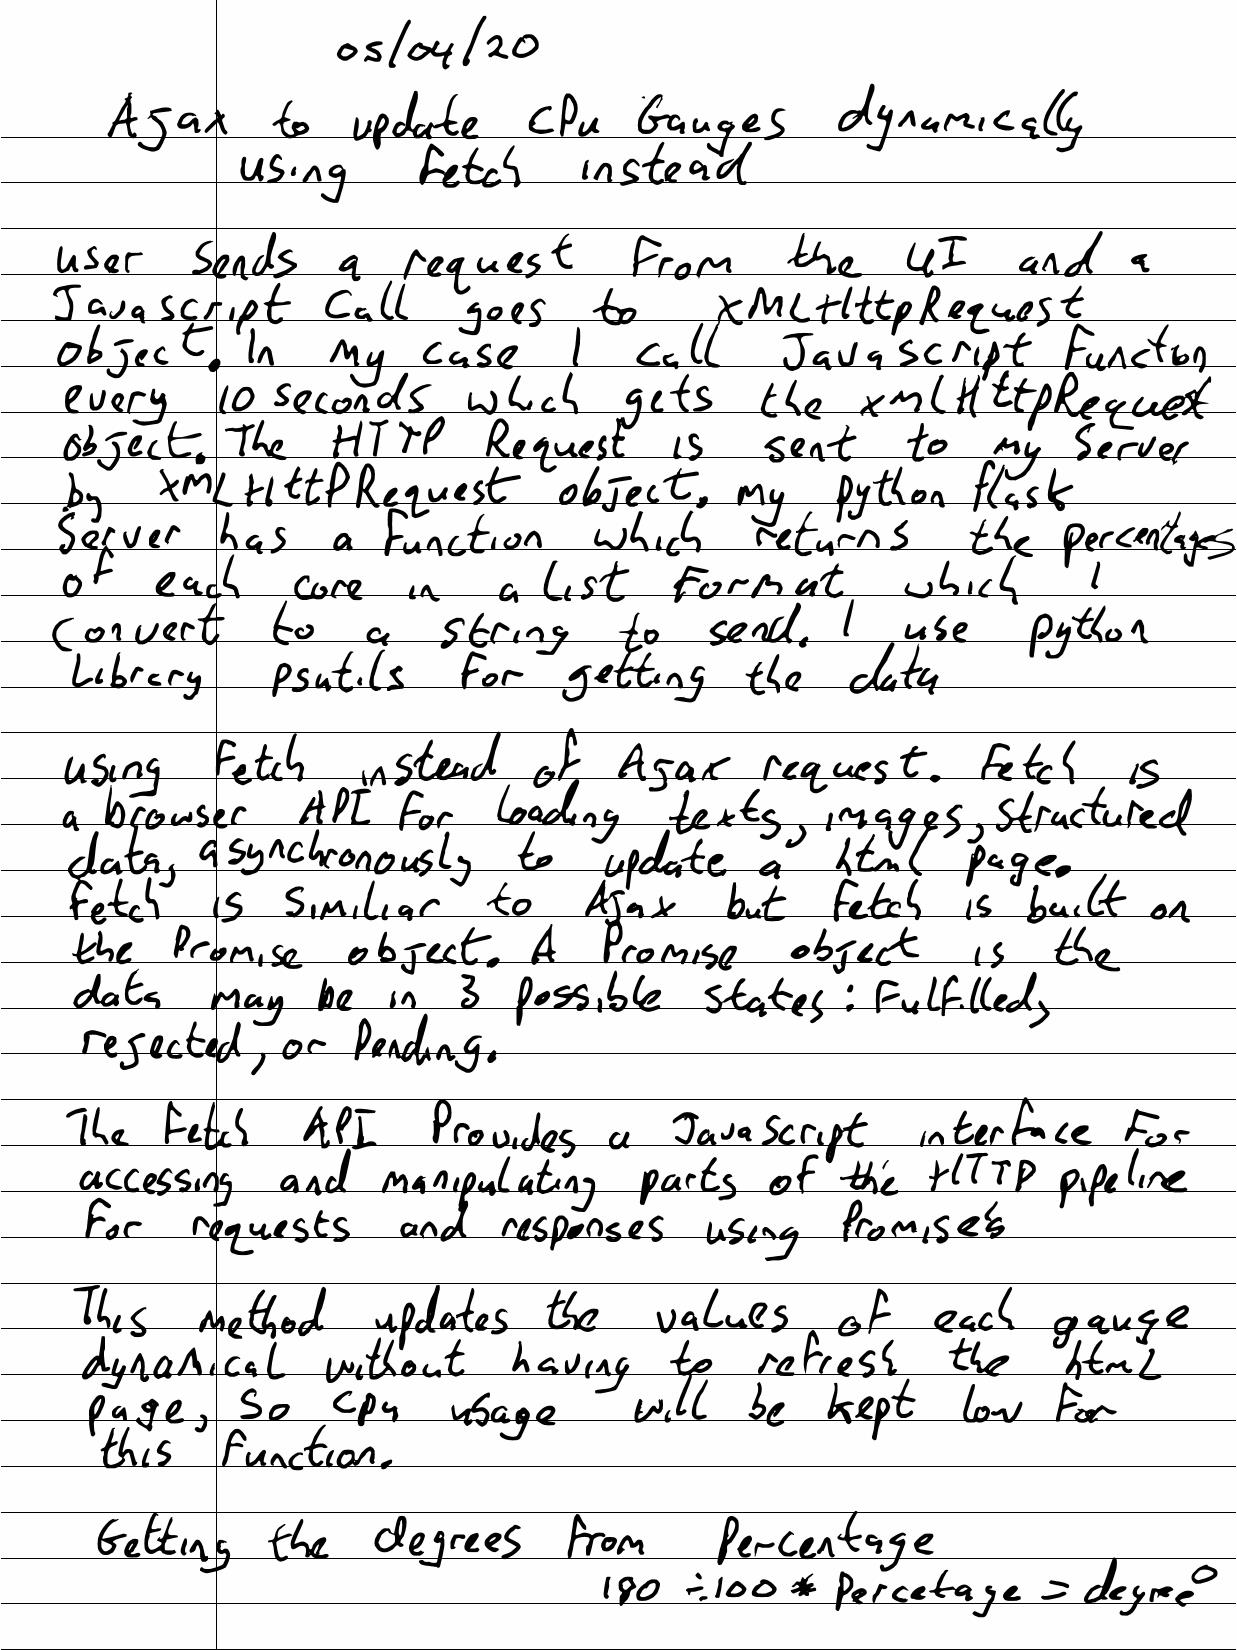 05/04/20
Ajax to update CPu Gauges dynamically
using Fetch instead
user sends a request from the UI and a
Javascript Call goes to XMLHttpRequest
object. In my case I call Javascript Function
every 10 seconds which gets the xmlHttpRequest
object. The HTTP Request is sent to my Server
by XMLHttPRequest object. my python flask
Server has a function which returns the percentages
of each core in a list Format which I
convert to a string to send. I use python
Library psutils For getting the data
using Fetch instead of Ajax request. Fetch is
a browser API For loading texts, images, structured
data, asynchronously to update a html page.
Fetch is similiar to Ajax but Fetch is built on
the Promise object. A Promise object is the
data may be in 3 possible states: Fulfilled,
rejected, or Pending.
The Fetch API Provides a JavaScript interface For
accessing and manipulating parts of the HTTP pipeline
For requests and responses using Promise's
This method updates the values of each gauge
dynamical without having to refresh the html
page, so cpu usage will be kept low For
this function.
Getting the degrees from Percentage
180 ÷ 100 * Percetage = degree°